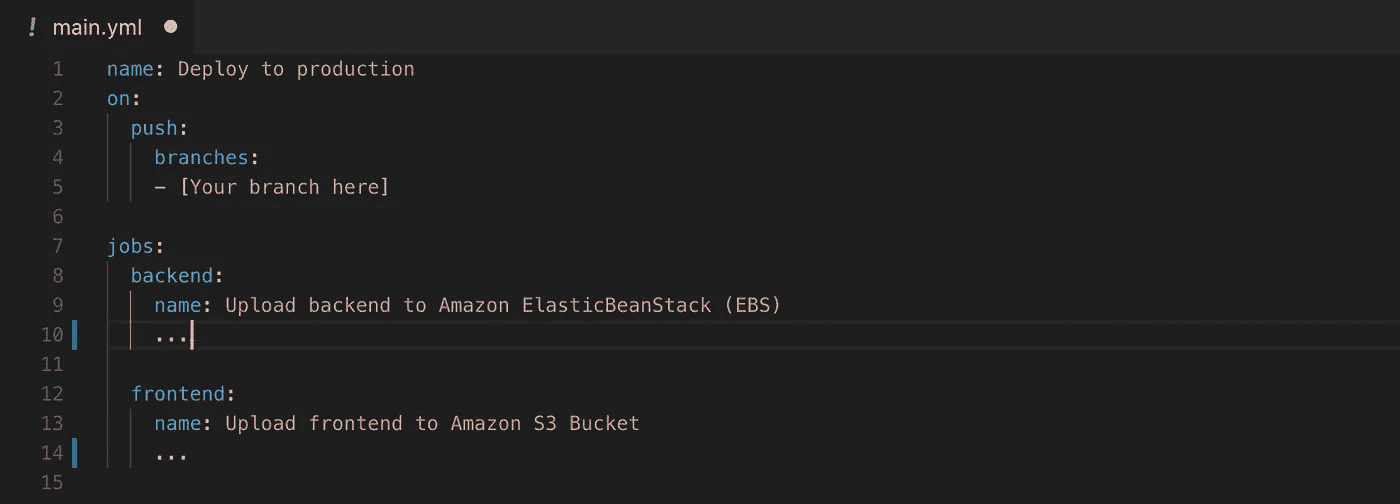 ! main.yml
1 name: Deploy to production
2 on:
3   push:
4     branches:
5     - [Your branch here]
6
7 jobs:
8   backend:
9     name: Upload backend to Amazon ElasticBeanStack (EBS)
10     ...
11
12   frontend:
13     name: Upload frontend to Amazon S3 Bucket
14     ...
15